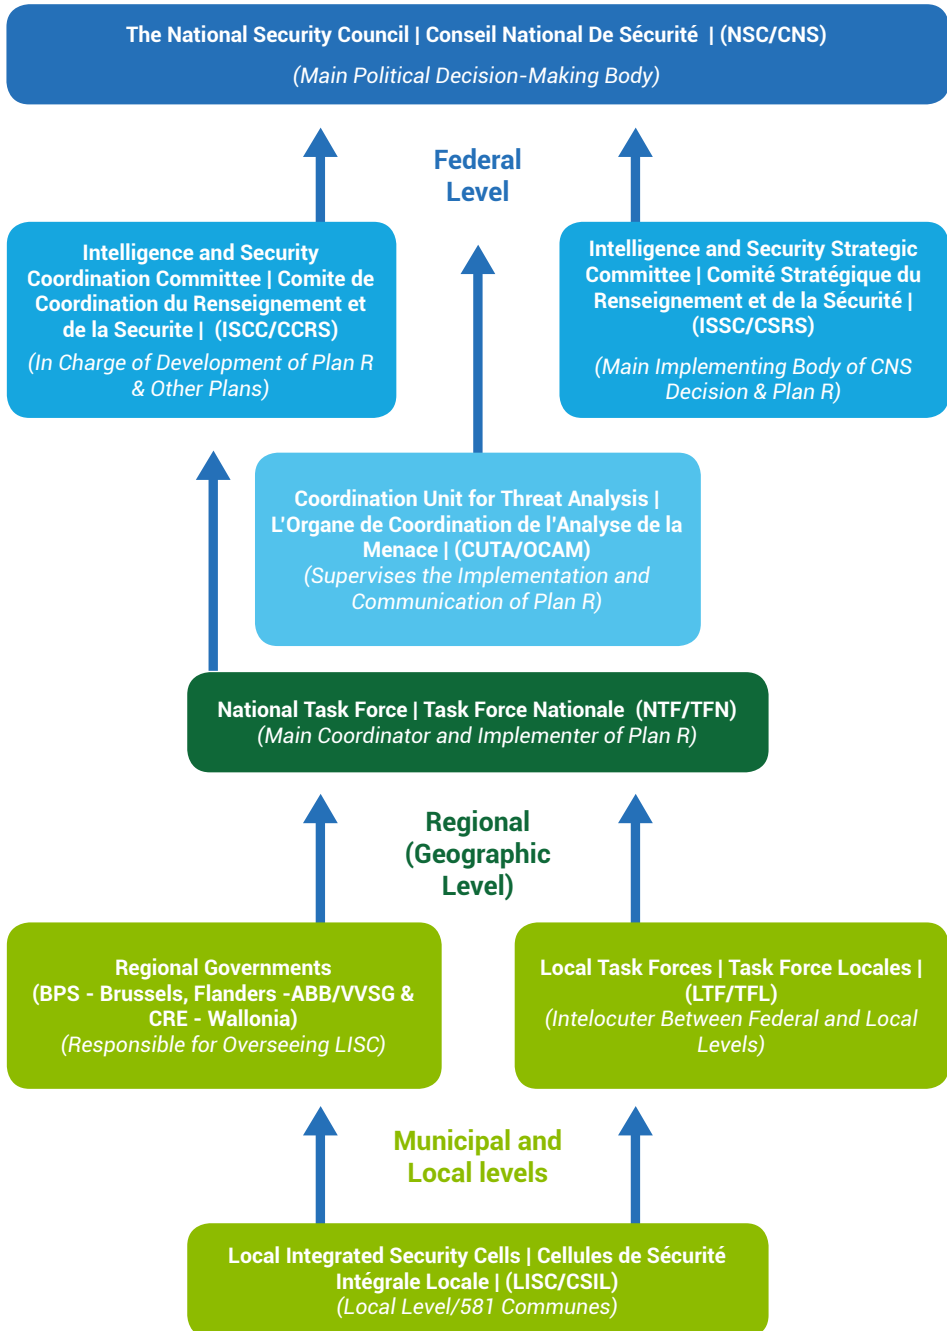 The National Security Council | Conseil National De Sécurité | (NSC/CNS)
(Main Political Decision-Making Body)
Federal
Level
Intelligence and Security
Coordination Committee | Comite de
Coordination du Renseignement et
de la Securite | (ISCC/CCRS)
(In Charge of Development of Plan R
& Other Plans)
Intelligence and Security Strategic
Committee | Comité Stratégique du
Renseignement et de la Sécurité |
(ISSC/CSRS)
(Main Implementing Body of CNS
Decision & Plan R)
Coordination Unit for Threat Analysis |
L'Organe de Coordination de l'Analyse de la
Menace | (CUTA/OCAM)
(Supervises the Implementation and
Communication of Plan R)
National Task Force | Task Force Nationale (NTF/TFN)
(Main Coordinator and Implementer of Plan R)
Regional
(Geographic
Level)
Regional Governments
(BPS - Brussels, Flanders -ABB/VVSG &
CRE - Wallonia)
(Responsible for Overseeing LISC)
Local Task Forces | Task Force Locales |
(LTF/TFL)
(Intelocuter Between Federal and Local
Levels)
Municipal and
Local levels
Local Integrated Security Cells | Cellules de Sécurité
Intégrale Locale | (LISC/CSIL)
(Local Level/581 Communes)